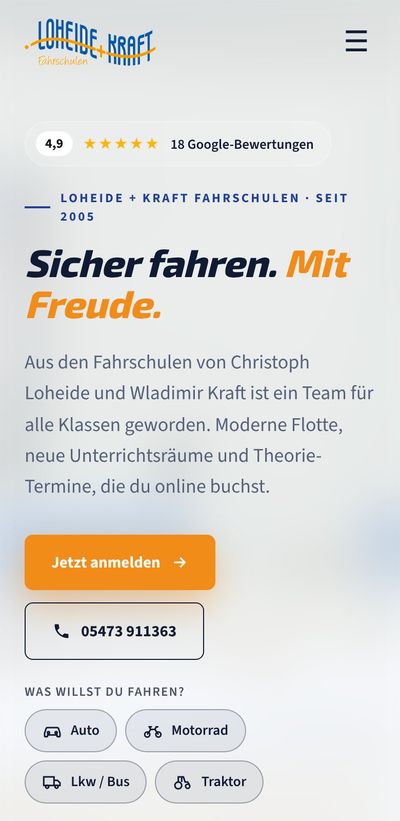 LOHEIDE + KRAFT
Fahrschulen
4,9 ★★★★★ 18 Google-Bewertungen
LOHEIDE + KRAFT FAHRSCHULEN · SEIT
2005
Sicher fahren. Mit
Freude.
Aus den Fahrschulen von Christoph
Loheide und Wladimir Kraft ist ein Team für
alle Klassen geworden. Moderne Flotte,
neue Unterrichtsräume und Theorie-
Termine, die du online buchst.
Jetzt anmelden →
05473 911363
WAS WILLST DU FAHREN?
Auto Motorrad
Lkw / Bus Traktor